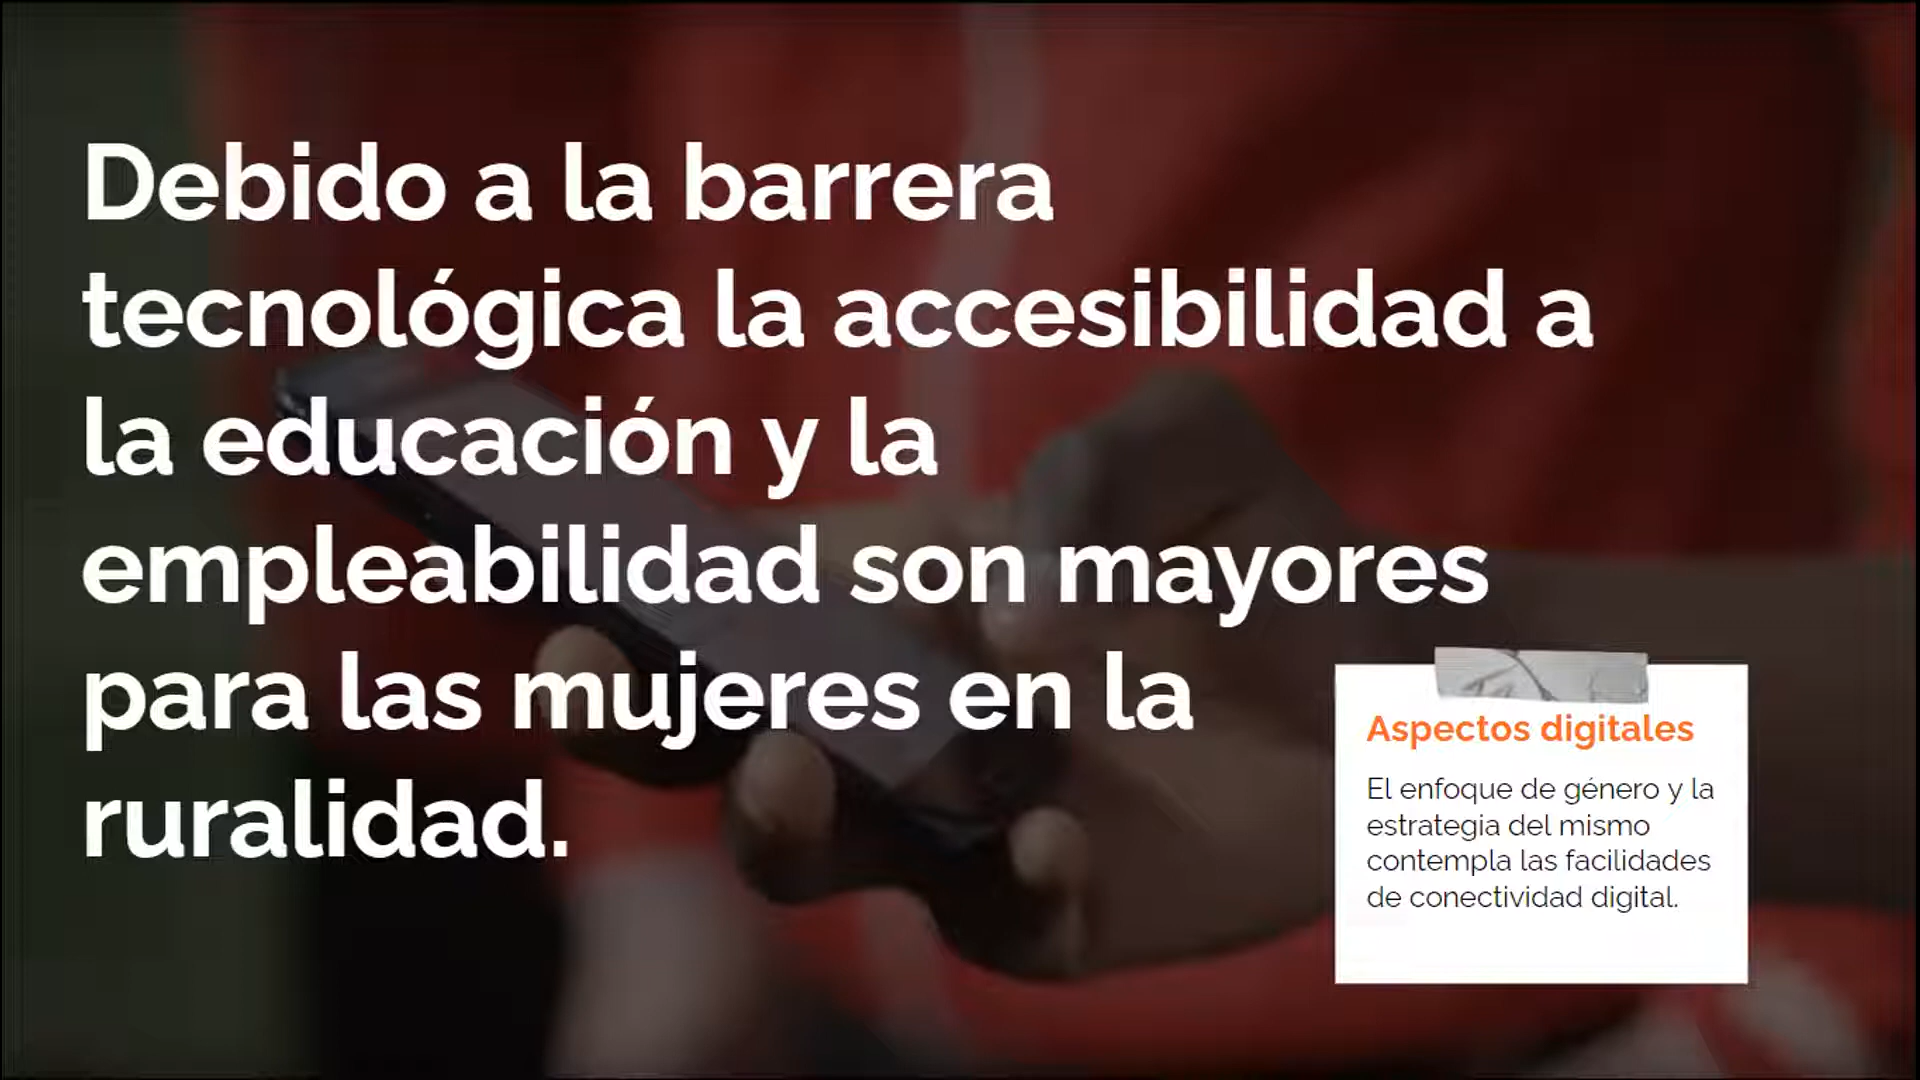 Debido a la barrera
tecnológica la accesibilidad a
la educación y la
empleabilidad son mayores
para las mujeres en la
ruralidad.
Aspectos digitales
El enfoque de género y la
estrategia del mismo
contempla las facilidades
de conectividad digital.